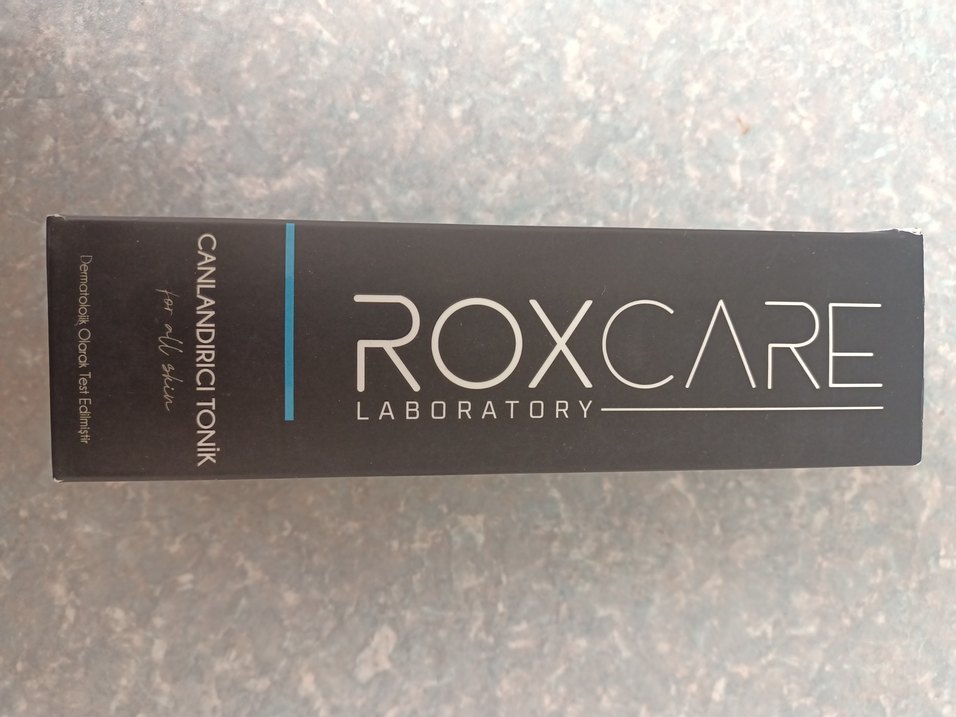 ROXCARE
LABORATORY
CANLANDIRICI TONİK
for all skin
Dermatolojik Olarak Test Edilmiştir